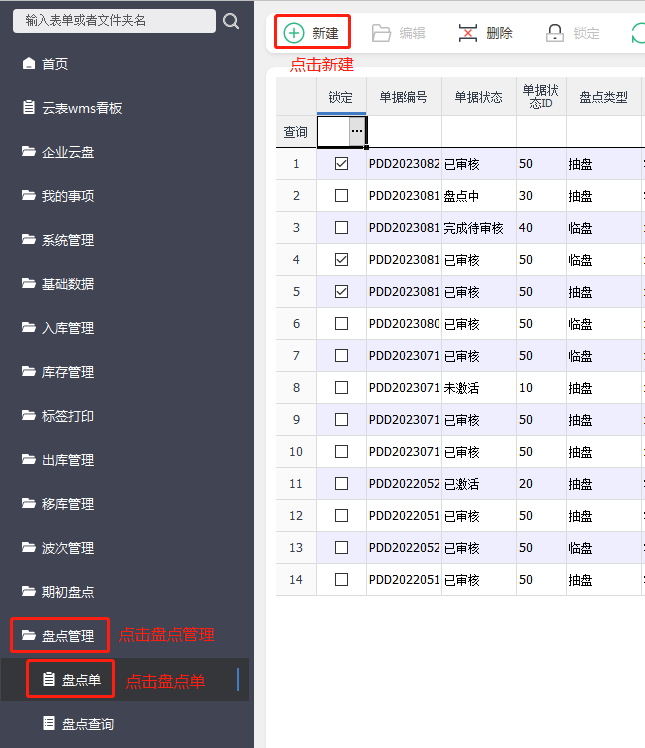 输入表单或者文件夹名
首页
云表wms看板
企业云盘
我的事项
系统管理
基础数据
入库管理
库存管理
标签打印
出库管理
移库管理
波次管理
期初盘点
盘点管理 点击盘点管理
盘点单 点击盘点单
盘点查询
新建 编辑 删除 锁定
点击新建
锁定 单据编号 单据状态 单据状态ID 盘点类型
查询 ...
1 PDD2023082 已审核 50 抽盘
2 PDD2023081 盘点中 30 抽盘
3 PDD2023081 完成待审核 40 临盘
4 PDD2023081 已审核 50 临盘
5 PDD2023081 已审核 50 抽盘
6 PDD2023080 已审核 50 临盘
7 PDD2023071 已审核 50 临盘
8 PDD2023071 未激活 10 抽盘
9 PDD2023071 已审核 50 抽盘
10 PDD2023071 已审核 50 抽盘
11 PDD2022052 已激活 20 抽盘
12 PDD2022051 已审核 50 抽盘
13 PDD2022052 已审核 50 临盘
14 PDD2022051 已审核 50 抽盘